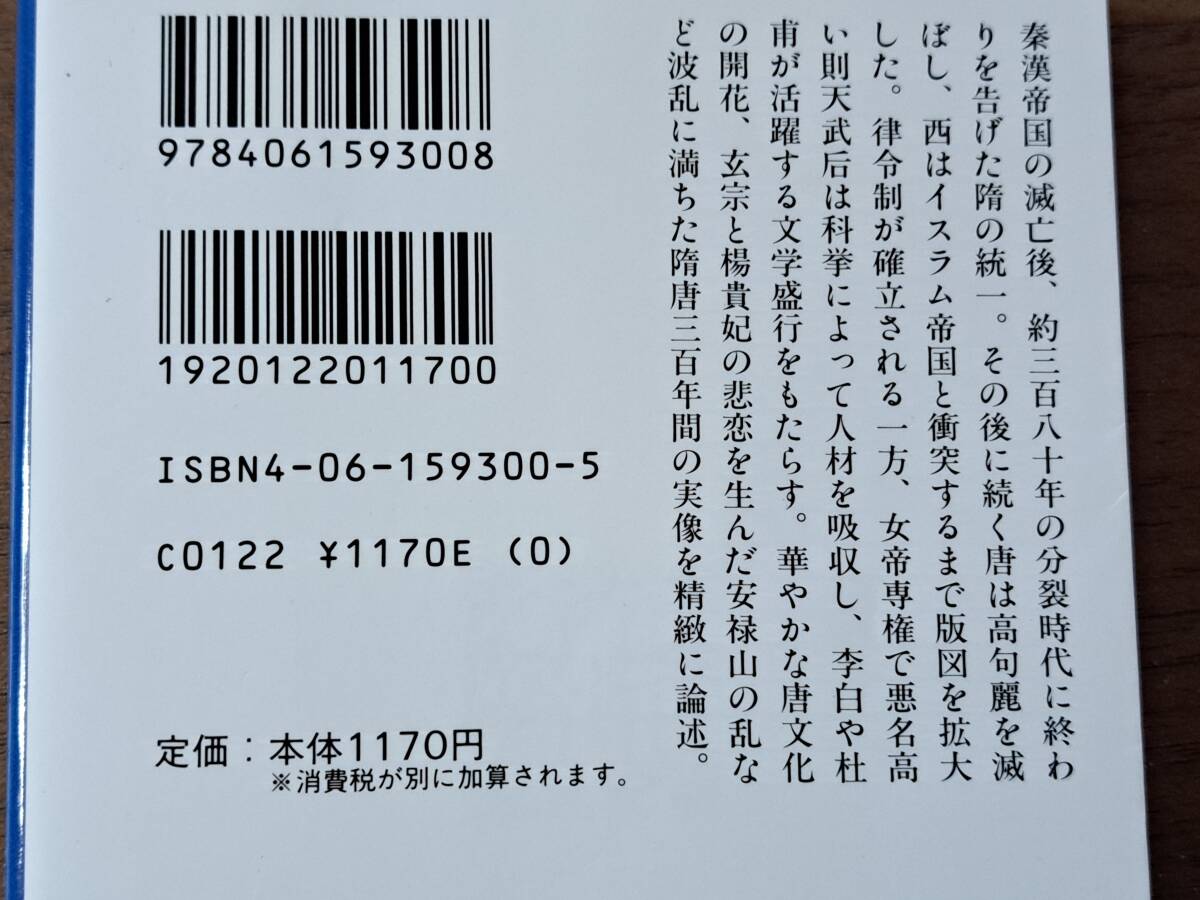 秦漢帝国の滅亡後、約三百八十年の分裂時代に終わ
りを告げた隋の統一。その後に続く唐は高句麗を滅
ぼし、西はイスラム帝国と衝突するまで版図を拡大
した。律令制が確立される一方、女帝専権で悪名高
い則天武后は科挙によって人材を吸収し、李白や杜
甫が活躍する文学盛行をもたらす。華やかな唐文化
の開花、玄宗と楊貴妃の悲恋を生んだ安禄山の乱な
ど波乱に満ちた隋唐三百年間の実像を精緻に論述。
9784061593008
1920122011700
ISBN4-06-159300-5
C0122 ¥1170E (0)
定価：本体1170円
※消費税が別に加算されます。